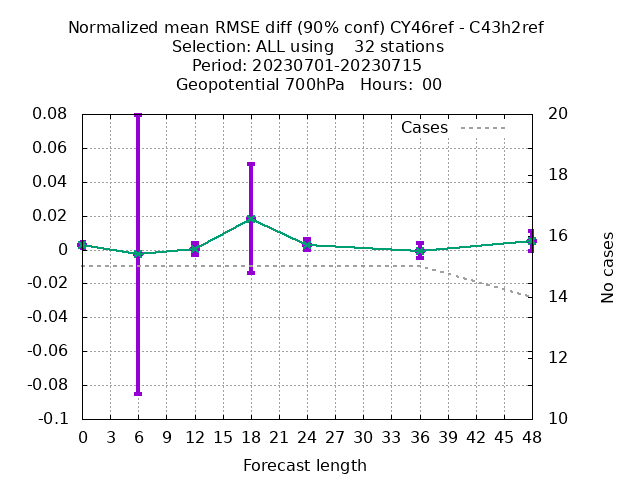 Normalized mean RMSE diff (90% conf) CY46ref - C43h2ref
Selection: ALL using    32 stations
Period: 20230701-20230715
Geopotential 700hPa   Hours:  00
Cases
0.08
0.06
0.04
0.02
0
-0.02
-0.04
-0.06
-0.08
-0.1
20
18
16
14
12
10
No cases
0 3 6 9 12 15 18 21 24 27 30 33 36 39 42 45 48
Forecast length